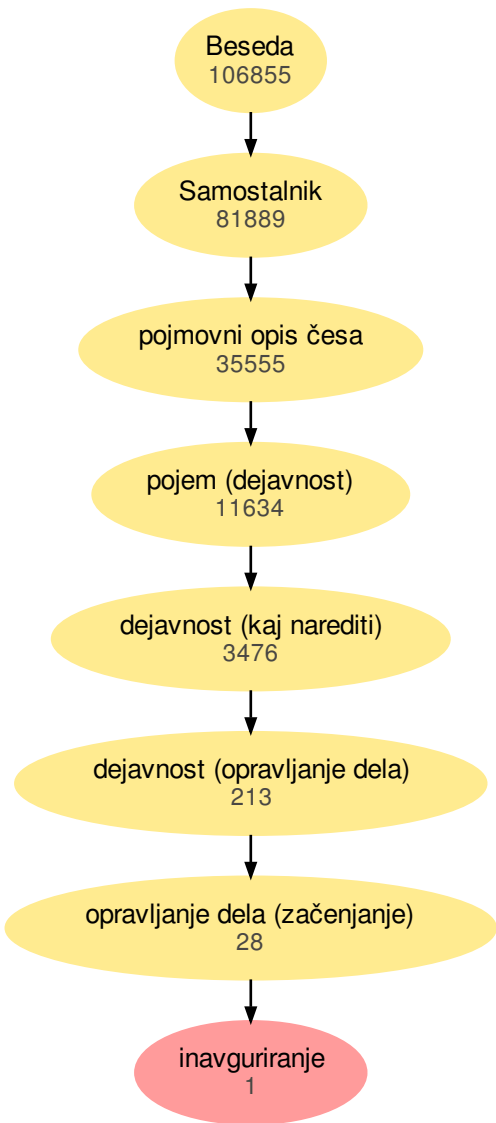 Beseda
106855
Samostalnik
81889
pojmovni opis česa
35555
pojem (dejavnost)
11634
dejavnost (kaj narediti)
3476
dejavnost (opravljanje dela)
213
opravljanje dela (začenjanje)
28
inavguriranje
1